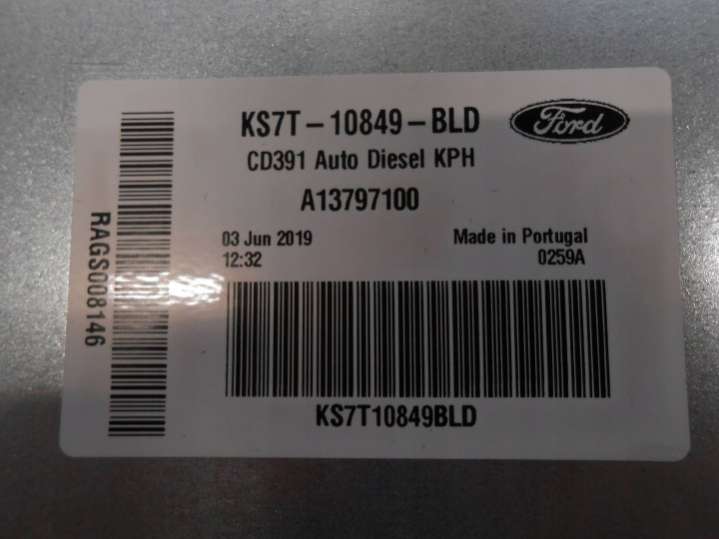 KS7T-10849-BLD
Ford
CD391 Auto Diesel KPH
A13797100
03 Jun 2019
Made in Portugal
12:32
0259A
KS7T10849BLD
RAGS008146